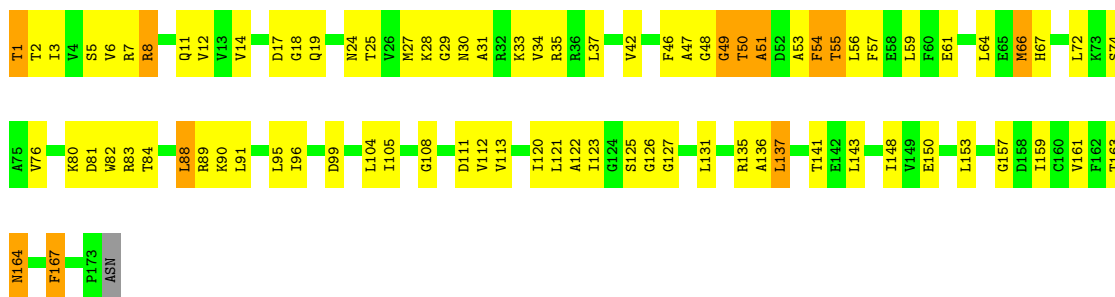 T1 T2 I3 V4 S5 V6 R7 R8 Q11 V12 V13 V14 D17 G18 Q19 N24 T25 V26 M27 K28 G29 N30 A31 R32 K33 V34 R35 R36 L37 V42 F46 A47 G48 G49 T50 A51 D52 A53 F54 T55 L56 F57 E58 L59 F60 E61 L64 E65 M66 H67 L72 K73 S74
A75 V76 K80 D81 W82 R83 T84 L88 R89 K90 L91 L95 I96 D99 L104 I105 G108 D111 V112 V113 I120 L121 A122 I123 G124 S125 G126 G127 L131 R135 A136 L137 T141 E142 L143 I148 V149 E150 L153 G157 D158 I159 C160 V161 F162 T163
N164 F167 P173 ASN